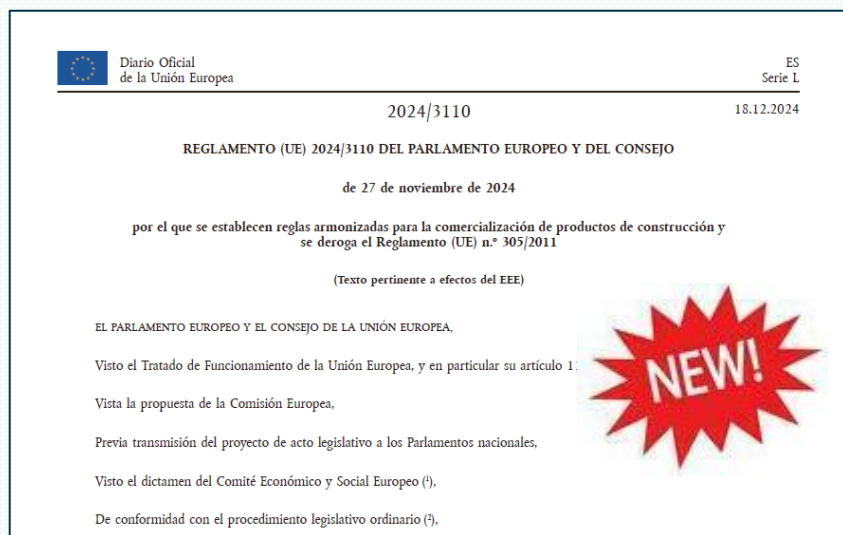 Diario Oficial
de la Unión Europea
ES
Serie L
2024/3110
18.12.2024
REGLAMENTO (UE) 2024/3110 DEL PARLAMENTO EUROPEO Y DEL CONSEJO
de 27 de noviembre de 2024
por el que se establecen reglas armonizadas para la comercialización de productos de construcción y
se deroga el Reglamento (UE) n.º 305/2011
(Texto pertinente a efectos del EEE)
EL PARLAMENTO EUROPEO Y EL CONSEJO DE LA UNIÓN EUROPEA,
Visto el Tratado de Funcionamiento de la Unión Europea, y en particular su artículo
NEW!
Vista la propuesta de la Comisión Europea,
Previa transmisión del proyecto de acto legislativo a los Parlamentos nacionales,
Visto el dictamen del Comité Económico y Social Europeo (¹),
De conformidad con el procedimiento legislativo ordinario (²),